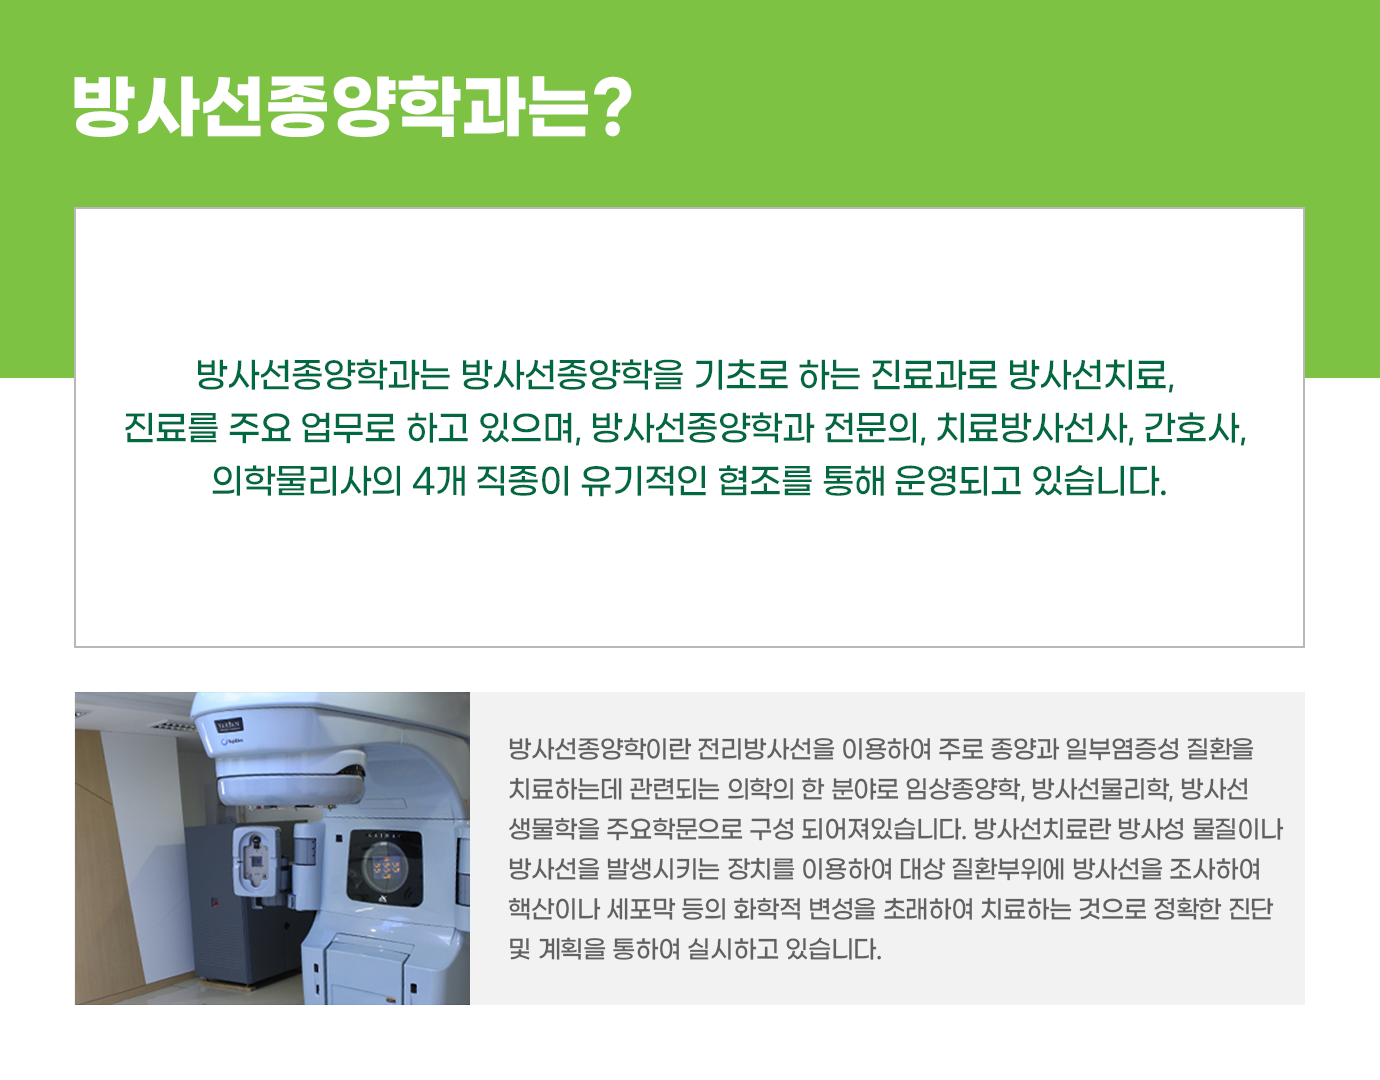 방사선종양학과는?
방사선종양학과는 방사선종양학을 기초로 하는 진료과로 방사선치료,
진료를 주요 업무로 하고 있으며, 방사선종양학과 전문의, 치료방사선사, 간호사,
의학물리사의 4개 직종이 유기적인 협조를 통해 운영되고 있습니다.
방사선종양학이란 전리방사선을 이용하여 주로 종양과 일부염증성 질환을
치료하는데 관련되는 의학의 한 분야로 임상종양학, 방사선물리학, 방사선
생물학을 주요학문으로 구성 되어져있습니다. 방사선치료란 방사성 물질이나
방사선을 발생시키는 장치를 이용하여 대상 질환부위에 방사선을 조사하여
핵산이나 세포막 등의 화학적 변성을 초래하여 치료하는 것으로 정확한 진단
및 계획을 통하여 실시하고 있습니다.
VARIAN